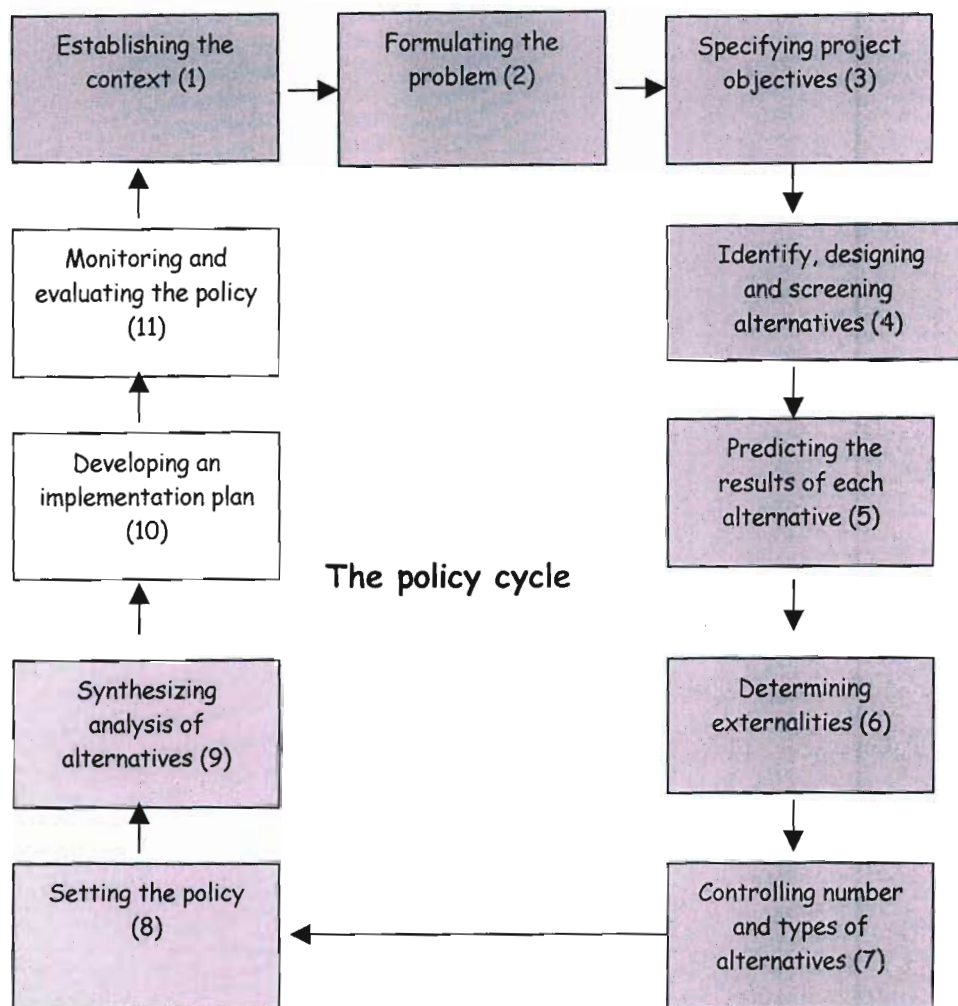 Establishing the
context (1)
Formulating the
problem (2)
Specifying project
objectives (3)
Identify, designing
and screening
alternatives (4)
Predicting the
results of each
alternative (5)
Determining
externalities (6)
Controlling number
and types of
alternatives (7)
Setting the policy
(8)
Synthesizing
analysis of
alternatives (9)
Developing an
implementation plan
(10)
Monitoring and
evaluating the policy
(11)
The policy cycle